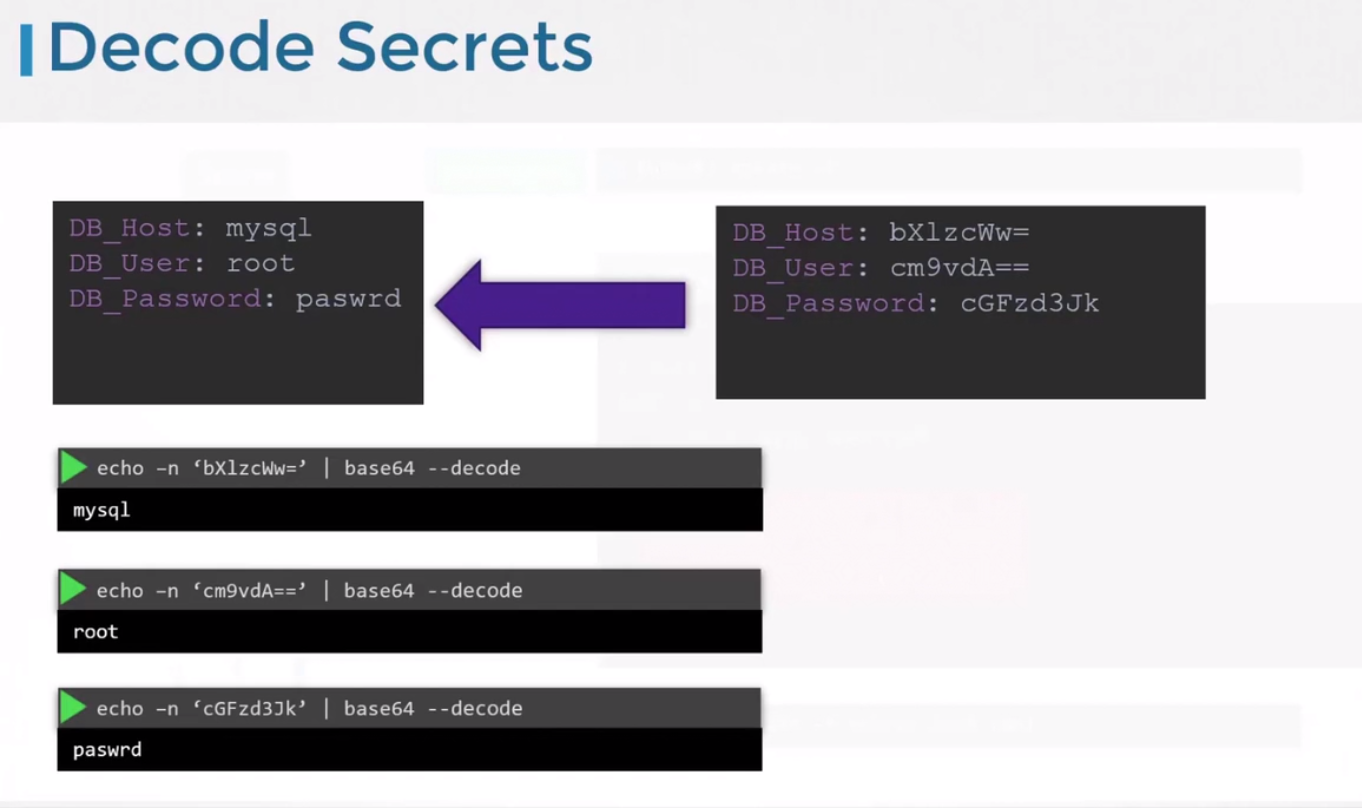 Decode Secrets
DB_Host: mysql
DB_User: root
DB_Password: paswrd
DB_Host: bXlzcWw=
DB_User: cm9vdA==
DB_Password: cGFzd3Jk
echo –n ‘bXlzcWw=’ | base64 --decode
mysql
echo –n ‘cm9vdA==’ | base64 --decode
root
echo –n ‘cGFzd3Jk’ | base64 --decode
paswrd